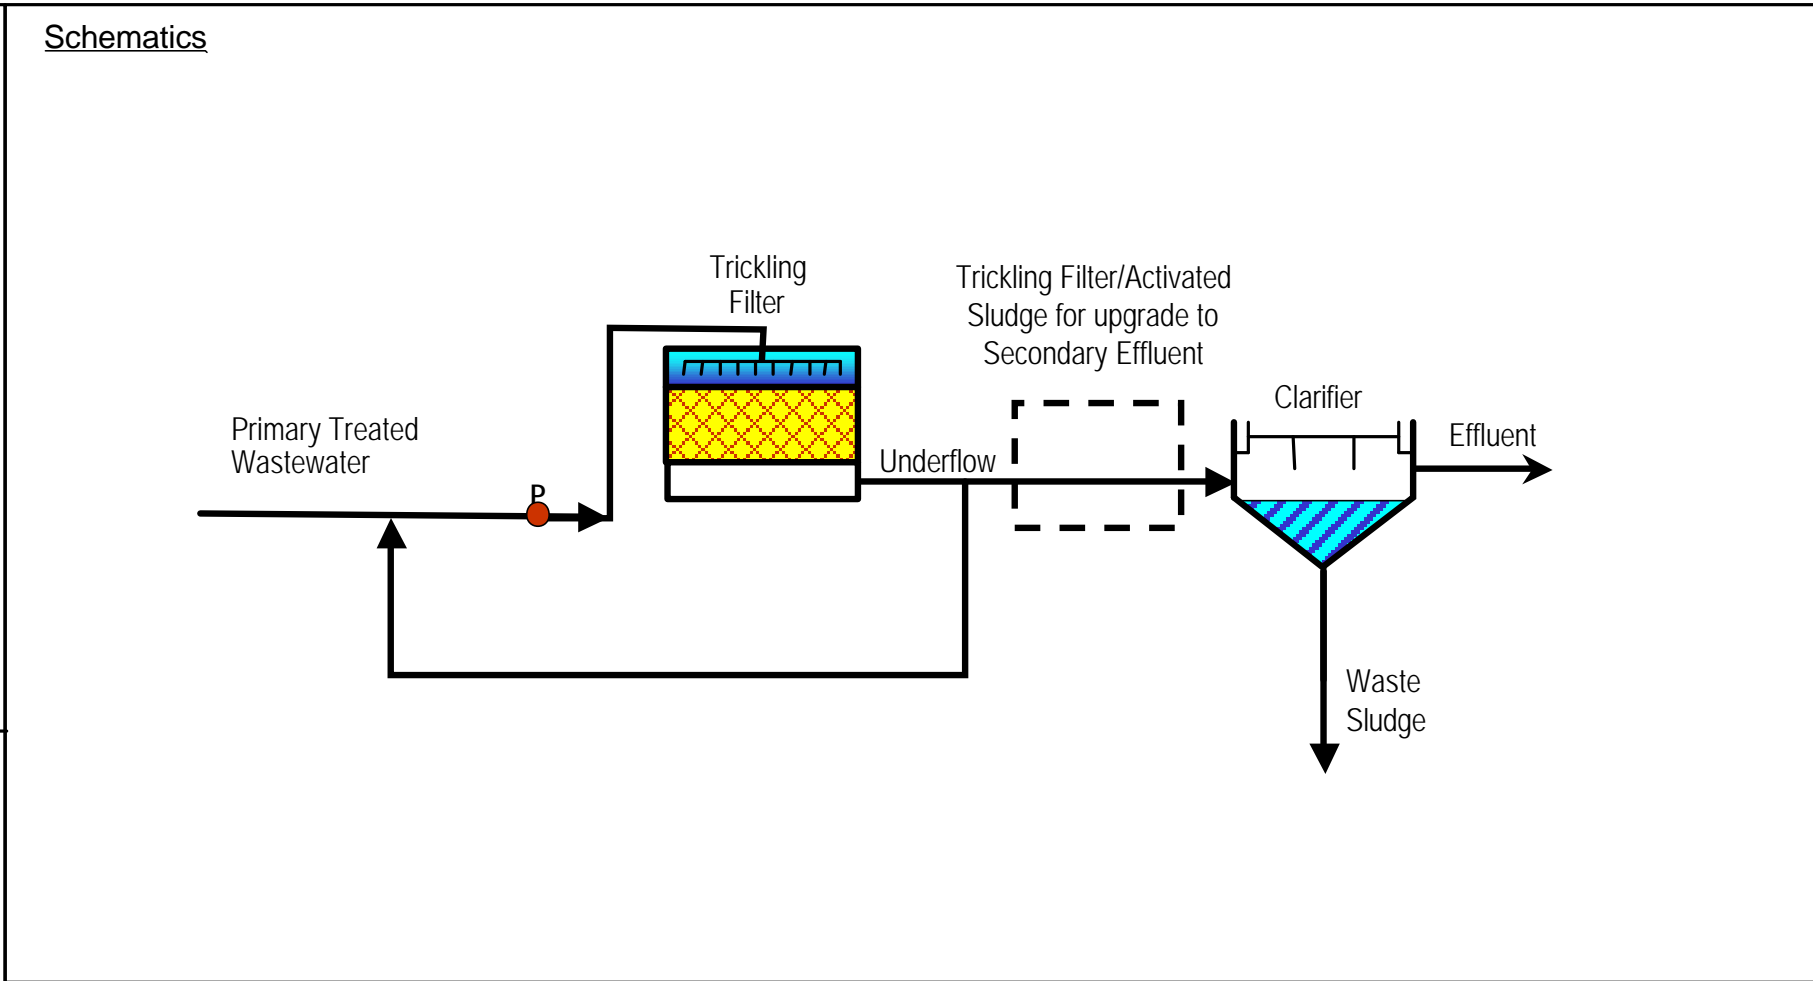 Schematics
Trickling
Filter
Trickling Filter/Activated
Sludge for upgrade to
Secondary Effluent
Clarifier
Effluent
Primary Treated
Wastewater
Underflow
P
Waste
Sludge